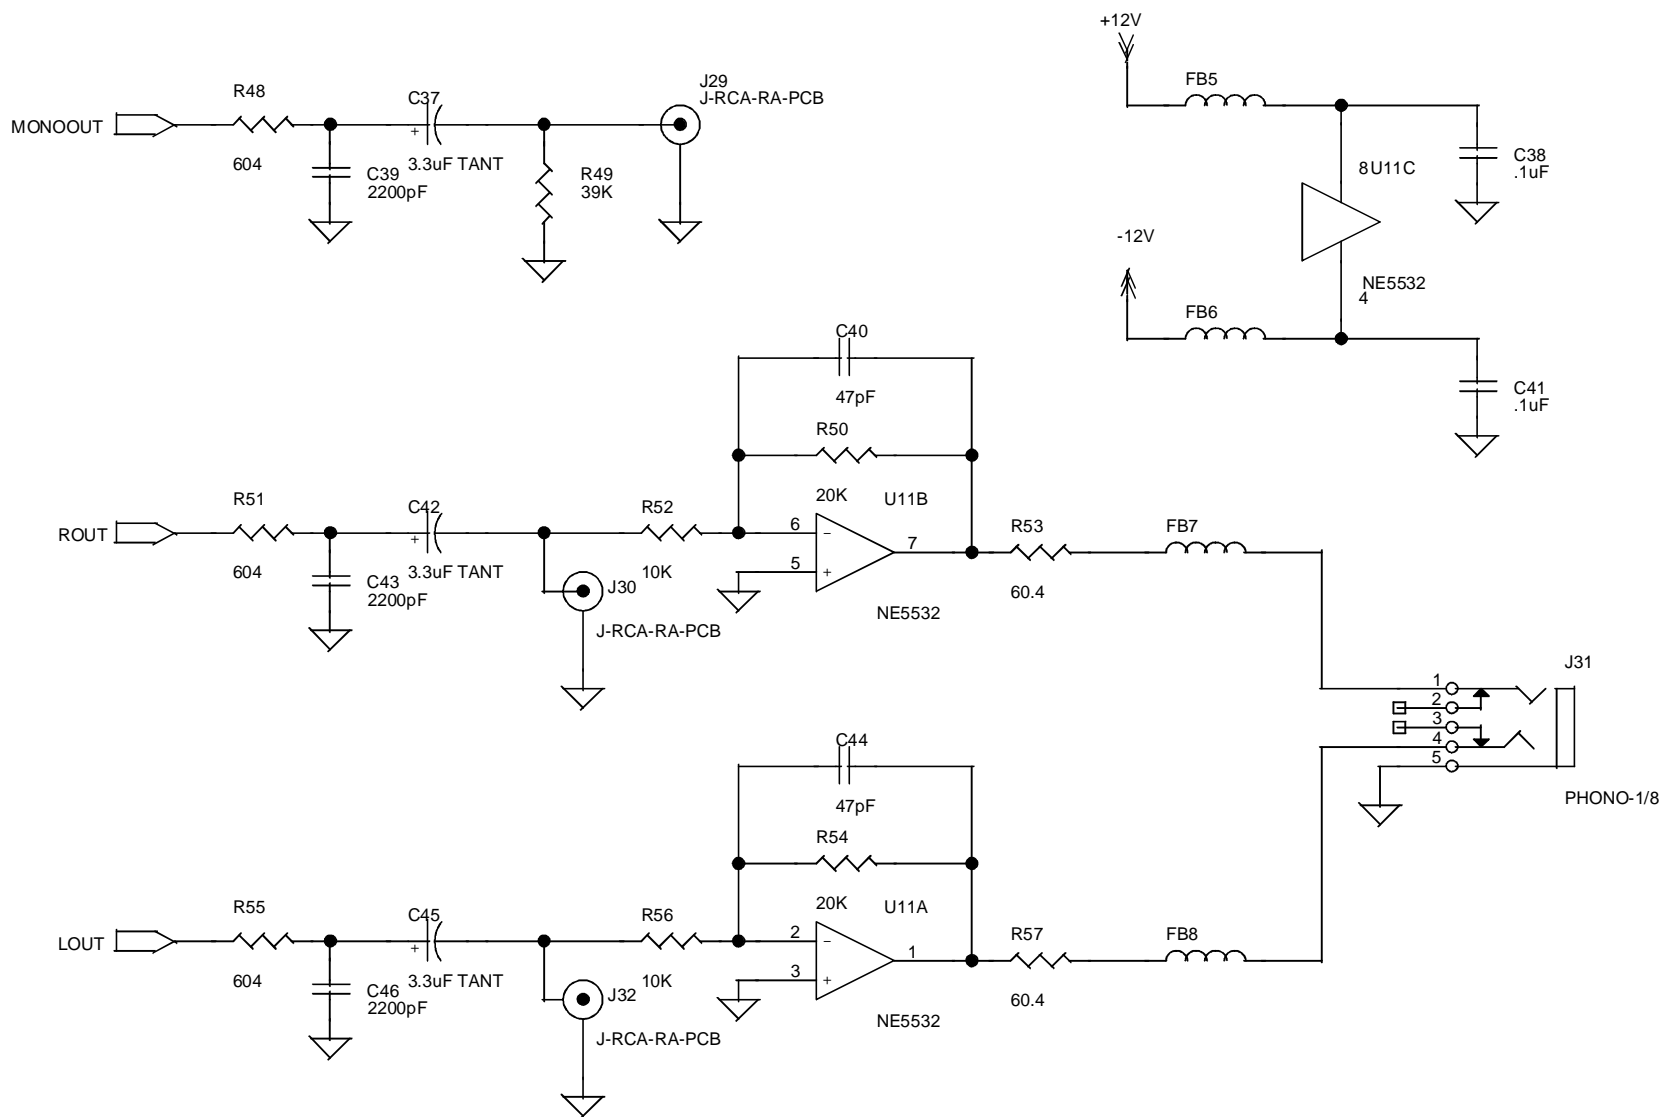 +12V
FB5
8
U11C
C38
.1uF
-12V
NE5532
4
FB6
C41
.1uF
R48
C37
J29
J-RCA-RA-PCB
MONOOUT
+
604
C39
2200pF
3.3uF TANT
R49
39K
C40
47pF
R50
20K
U11B
R51
C42
R52
6
-
7
R53
FB7
ROUT
+
5
+
604
C43
2200pF
3.3uF TANT
10K
J30
J-RCA-RA-PCB
NE5532
60.4
J31
1
2
3
4
5
PHONO-1/8
C44
47pF
R54
20K
U11A
R55
C45
R56
2
-
1
R57
FB8
LOUT
+
3
+
604
C46
2200pF
3.3uF TANT
10K
J32
J-RCA-RA-PCB
NE5532
60.4